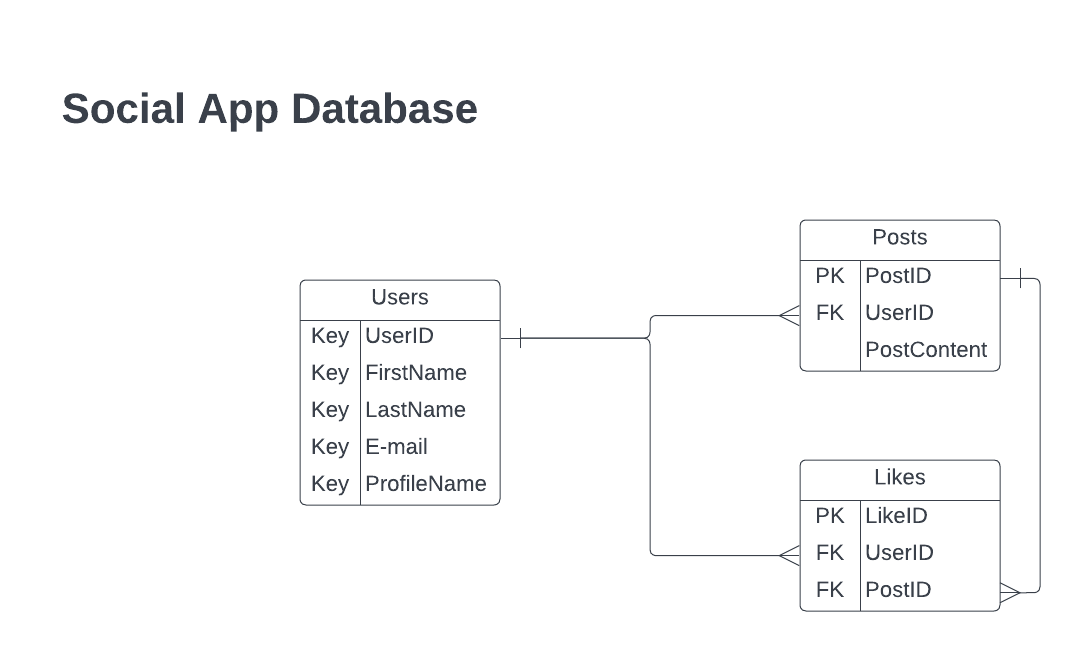 Social App Database
Users
Key UserID
Key FirstName
Key LastName
Key E-mail
Key ProfileName
Posts
PK PostID
FK UserID
PostContent
Likes
PK LikeID
FK UserID
FK PostID